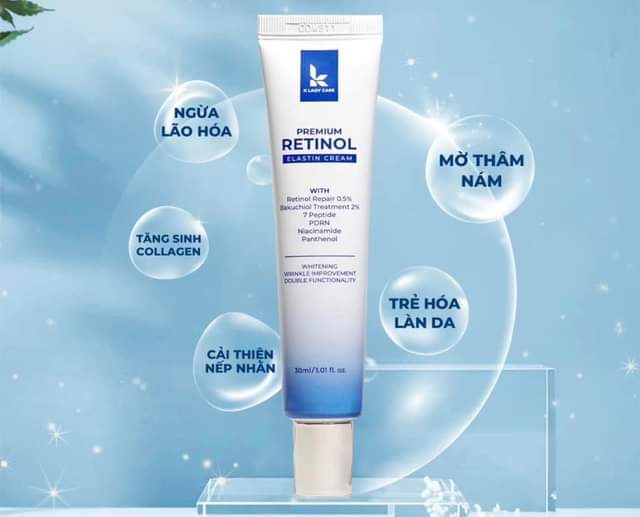 K LADY CARE
PREMIUM
RETINOL
ELASTIN CREAM
WITH
Retinol Repair 0.5%
Bakuchiol Treatment 2%
7 Peptide
PDRN
Niacinamide
Panthenol
WHITENING
WRINKLE IMPROVEMENT
DOUBLE FUNCTIONALITY
30ml/1.01 fl. oz.
NGỪA
LÃO HÓA
TĂNG SINH
COLLAGEN
CẢI THIỆN
NẾP NHĂN
MỜ THÂM
NÁM
TRẺ HÓA
LÀN DA